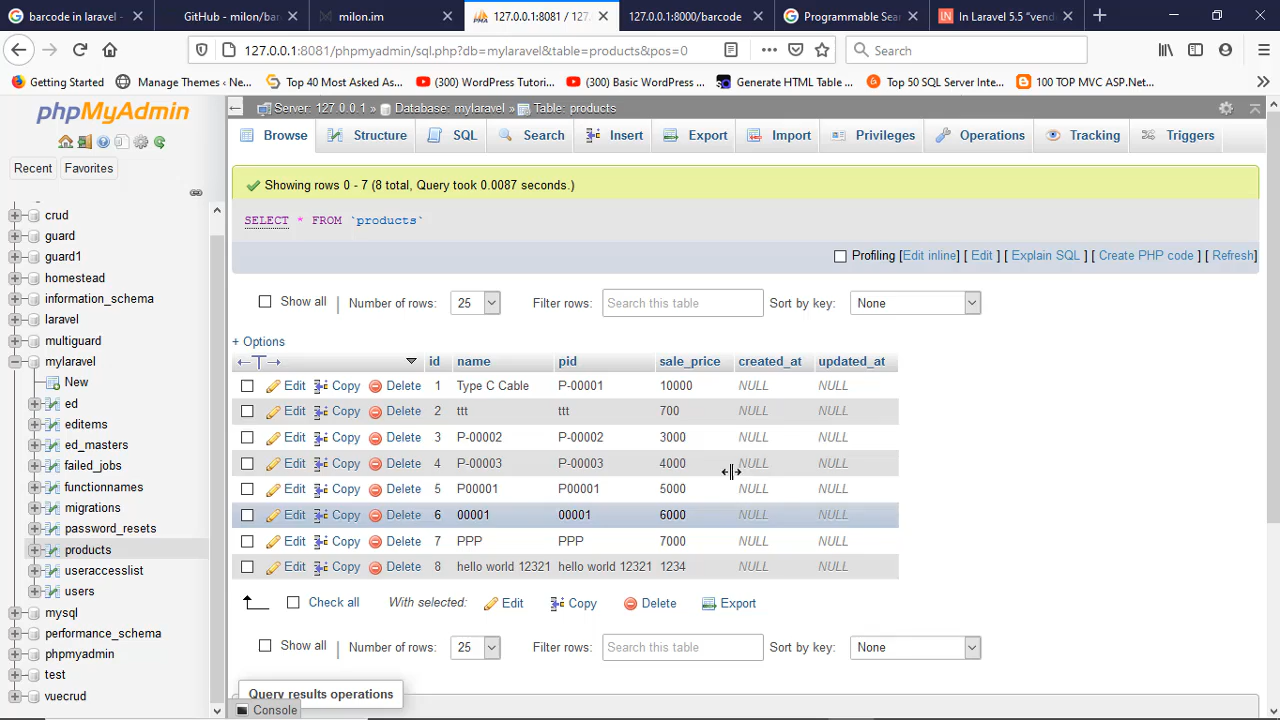 barcode in laravel - GitHub - milon/bar milon.im 127.0.0.1:8081 / 127. 127.0.0.1:8000/barcode Programmable Sear In Laravel 5.5 "vend
127.0.0.1:8081/phpmyadmin/sql.php?db=mylaravel&table=products&pos=0 Search
Getting Started Manage Themes ‹ Ne... Top 40 Most Asked As... (300) WordPress Tutori... (300) Basic WordPress ... Generate HTML Table ... Top 50 SQL Server Inte... 100 TOP MVC ASP.Net...
phpMyAdmin
Recent Favorites
crud
guard
guard1
homestead
information_schema
laravel
multiguard
mylaravel
New
ed
editems
ed_masters
failed_jobs
functionnames
migrations
password_resets
products
useraccesslist
users
mysql
performance_schema
phpmyadmin
test
vuecrud
Server: 127.0.0.1 » Database: mylaravel » Table: products
Browse Structure SQL Search Insert Export Import Privileges Operations Tracking Triggers
Showing rows 0 - 7 (8 total, Query took 0.0087 seconds.)
SELECT * FROM `products`
Profiling [Edit inline] [ Edit ] [ Explain SQL ] [ Create PHP code ] [ Refresh]
Show all Number of rows: 25 Filter rows: Search this table Sort by key: None
+ Options
id name pid sale_price created_at updated_at
Edit Copy Delete 1 Type C Cable P-00001 10000 NULL NULL
Edit Copy Delete 2 ttt ttt 700 NULL NULL
Edit Copy Delete 3 P-00002 P-00002 3000 NULL NULL
Edit Copy Delete 4 P-00003 P-00003 4000 NULL NULL
Edit Copy Delete 5 P00001 P00001 5000 NULL NULL
Edit Copy Delete 6 00001 00001 6000 NULL NULL
Edit Copy Delete 7 PPP PPP 7000 NULL NULL
Edit Copy Delete 8 hello world 12321 hello world 12321 1234 NULL NULL
Check all With selected: Edit Copy Delete Export
Show all Number of rows: 25 Filter rows: Search this table Sort by key: None
Query results operations
Console